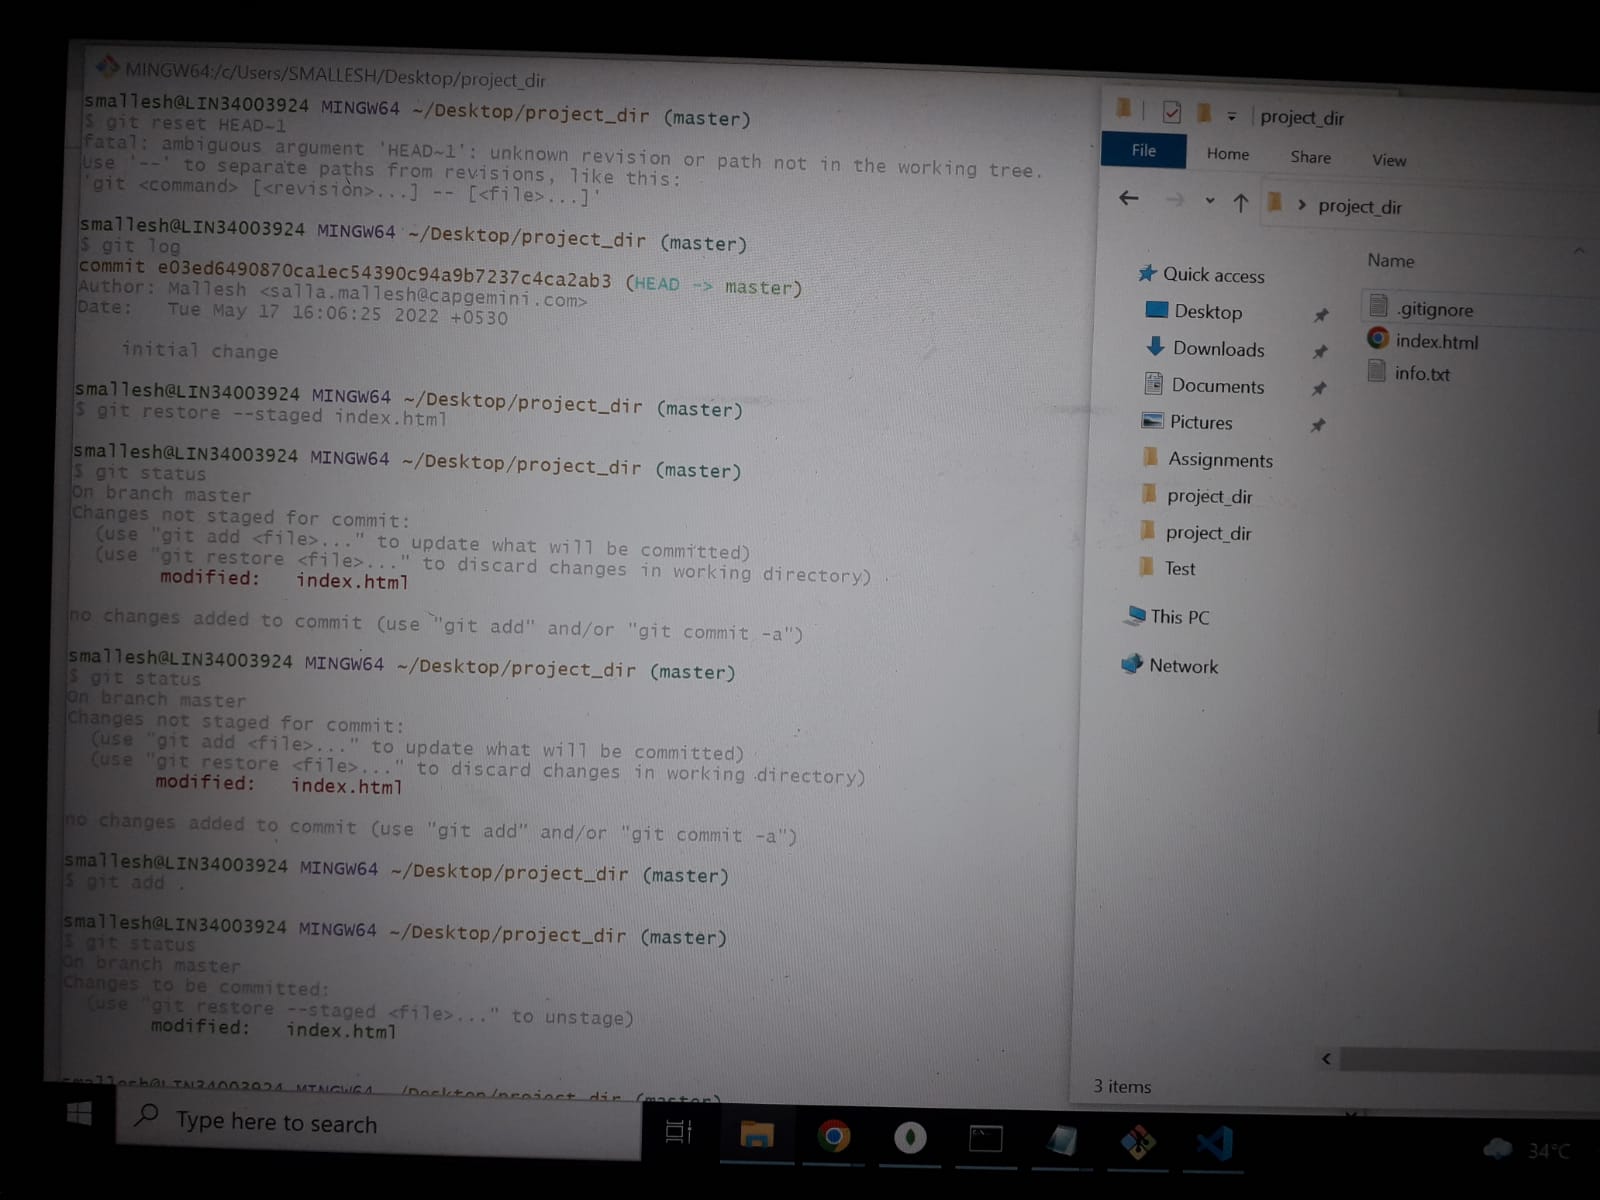 MINGW64:/c/Users/SMALLESH/Desktop/project_dir
smallesh@LIN34003924 MINGW64 ~/Desktop/project_dir (master)
$ git reset HEAD~1
fatal: ambiguous argument 'HEAD~1': unknown revision or path not in the working tree.
Use '--' to separate paths from revisions, like this:
'git <command> [<revision>...] -- [<file>...]'
smallesh@LIN34003924 MINGW64 ~/Desktop/project_dir (master)
$ git log
commit e03ed6490870ca1ec54390c94a9b7237c4ca2ab3 (HEAD -> master)
Author: Mallesh <salla.mallesh@capgemini.com>
Date:   Tue May 17 16:06:25 2022 +0530
initial change
smallesh@LIN34003924 MINGW64 ~/Desktop/project_dir (master)
$ git restore --staged index.html
smallesh@LIN34003924 MINGW64 ~/Desktop/project_dir (master)
$ git status
On branch master
Changes not staged for commit:
(use "git add <file>..." to update what will be committed)
(use "git restore <file>..." to discard changes in working directory)
modified:   index.html
no changes added to commit (use "git add" and/or "git commit -a")
smallesh@LIN34003924 MINGW64 ~/Desktop/project_dir (master)
$ git status
On branch master
Changes not staged for commit:
(use "git add <file>..." to update what will be committed)
(use "git restore <file>..." to discard changes in working directory)
modified:   index.html
no changes added to commit (use "git add" and/or "git commit -a")
smallesh@LIN34003924 MINGW64 ~/Desktop/project_dir (master)
$ git add .
smallesh@LIN34003924 MINGW64 ~/Desktop/project_dir (master)
$ git status
On branch master
Changes to be committed:
(use "git restore --staged <file>..." to unstage)
modified:   index.html
smallesh@LIN34003924 MINGW64 ~/Desktop/project_dir (master)
project_dir
File Home Share View
project_dir
Quick access
Desktop
Downloads
Documents
Pictures
Assignments
project_dir
project_dir
Test
This PC
Network
Name
.gitignore
index.html
info.txt
3 items
Type here to search
34°C